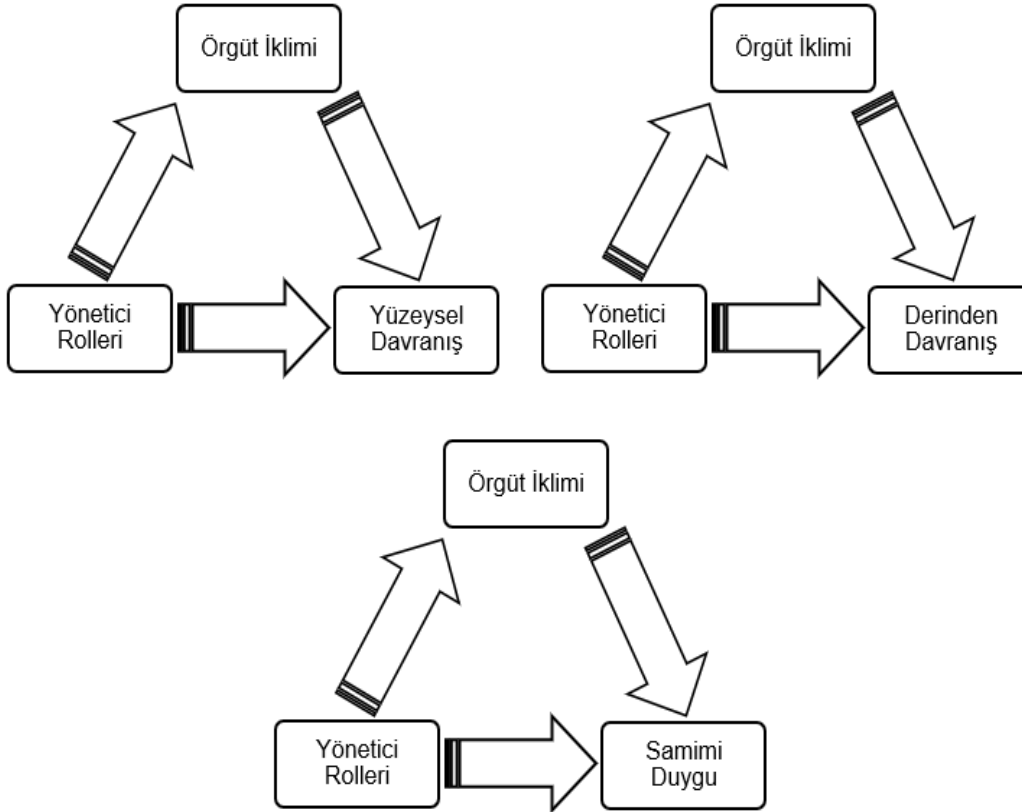 Örgüt İklimi
Yönetici
Rolleri
Yüzeysel
Davranış
Örgüt İklimi
Yönetici
Rolleri
Derinden
Davranış
Örgüt İklimi
Yönetici
Rolleri
Samimi
Duygu